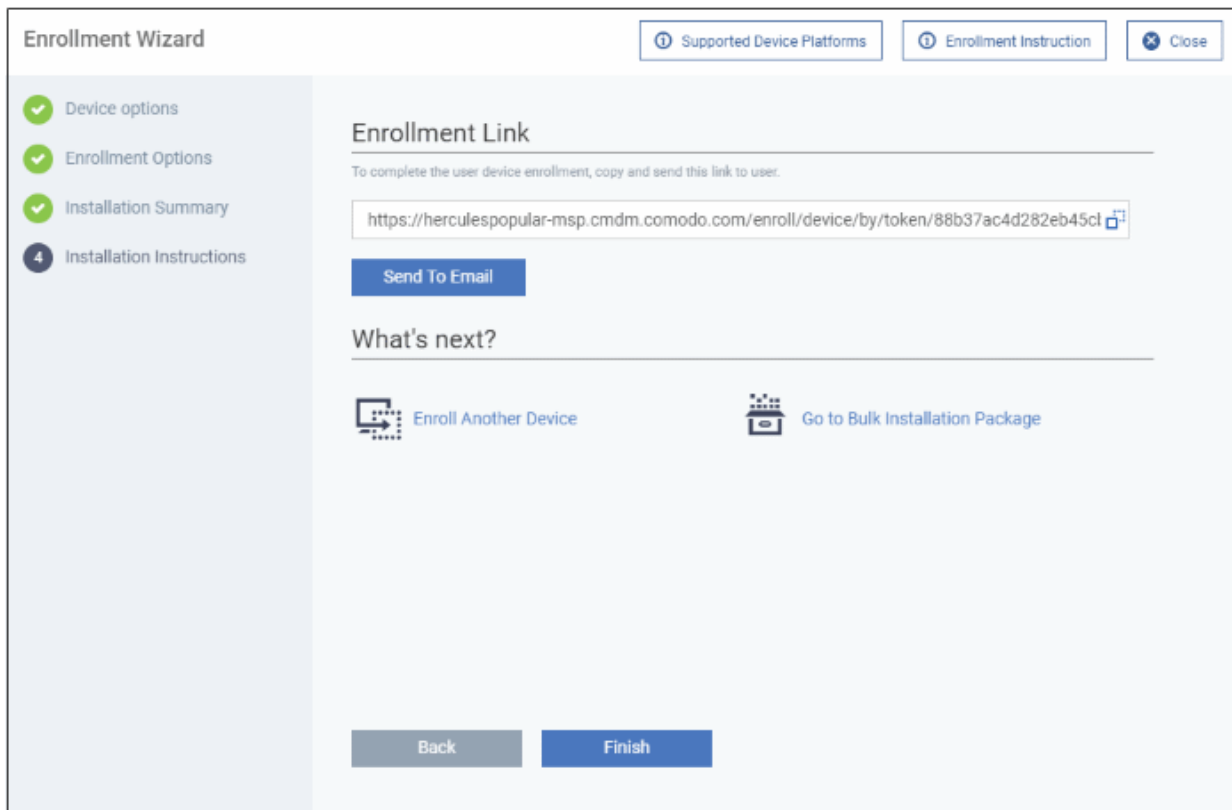 Enrollment Wizard
Supported Device Platforms
Enrollment Instruction
Close
Device options
Enrollment Options
Installation Summary
4 Installation Instructions
Enrollment Link
To complete the user device enrollment, copy and send this link to user.
https://herculespopular-msp.cmdm.comodo.com/enroll/device/by/token/88b37ac4d282eb45cl
Send To Email
What's next?
Enroll Another Device
Go to Bulk Installation Package
Back
Finish